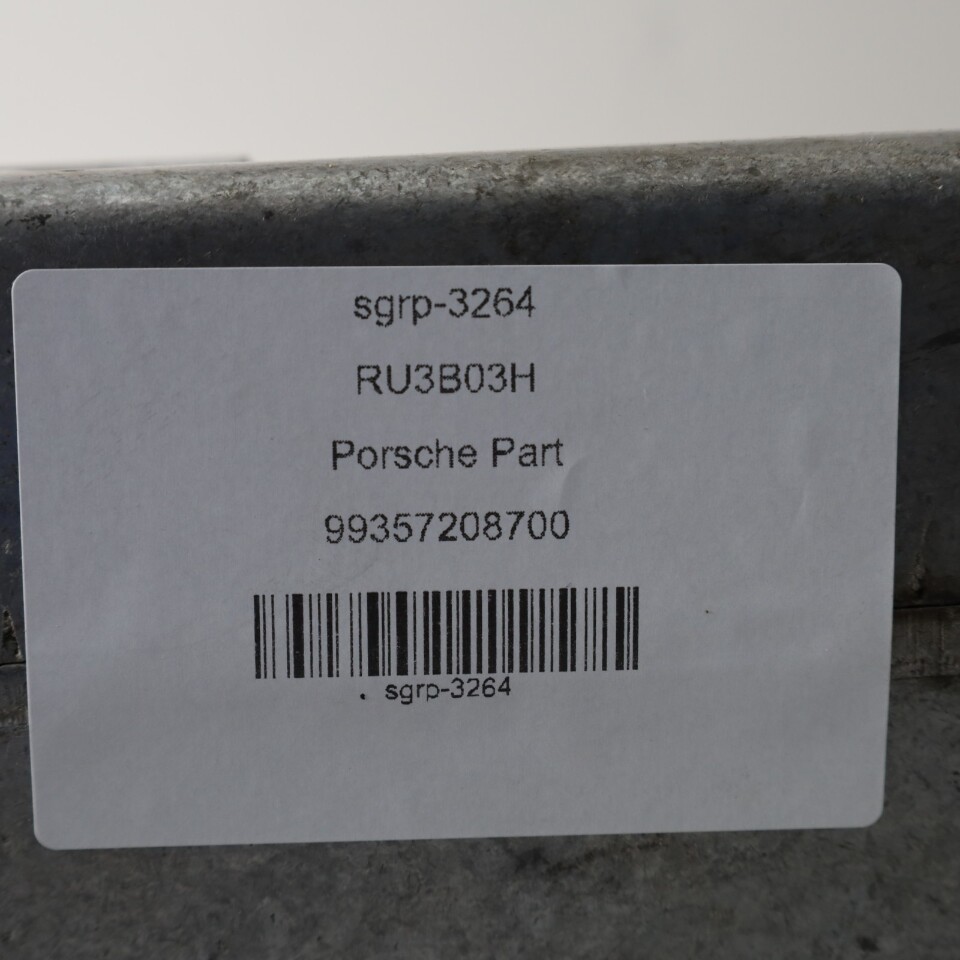 sgrp-3264
RU3B03H
Porsche Part
99357208700
sgrp-3264